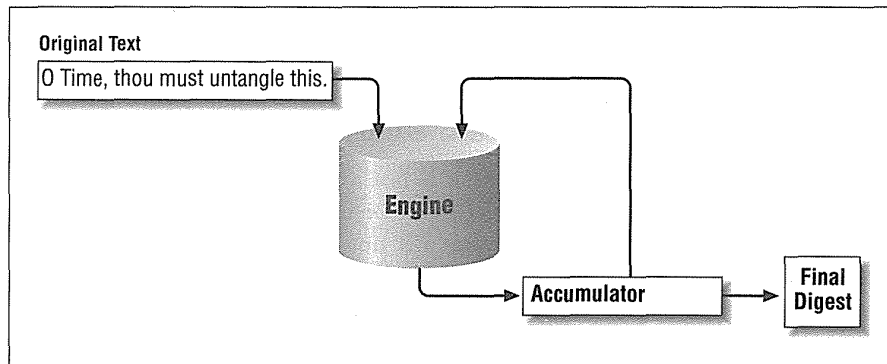 Original Text
O Time, thou must untangle this.
Engine
Accumulator
Final
Digest